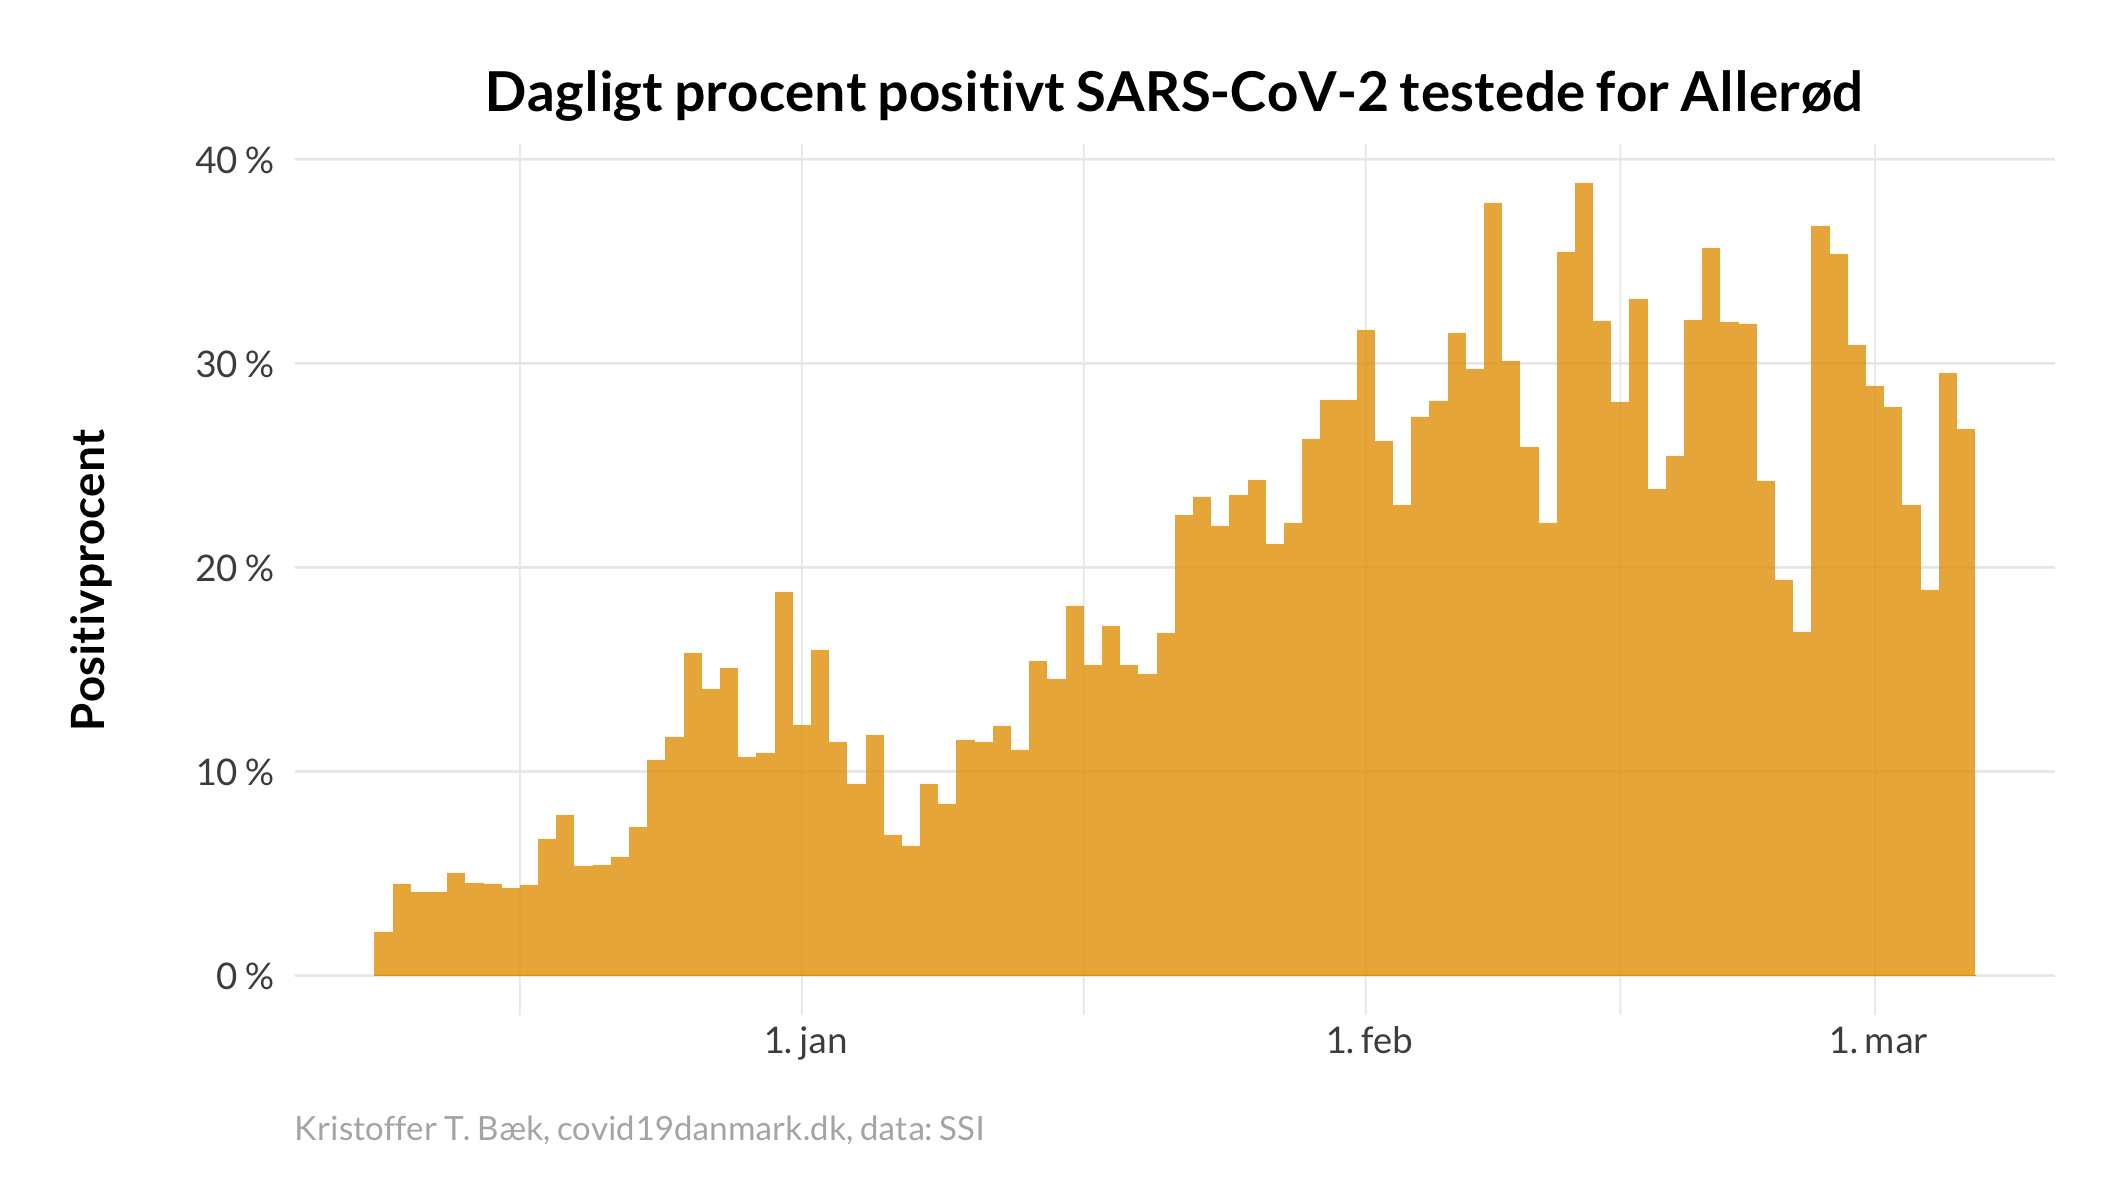 Dagligt procent positivt SARS-CoV-2 testede for Allerød
Positivprocent
40 %
30 %
20 %
10 %
0 %
1. jan
1. feb
1. mar
Kristoffer T. Bæk, covid19danmark.dk, data: SSI